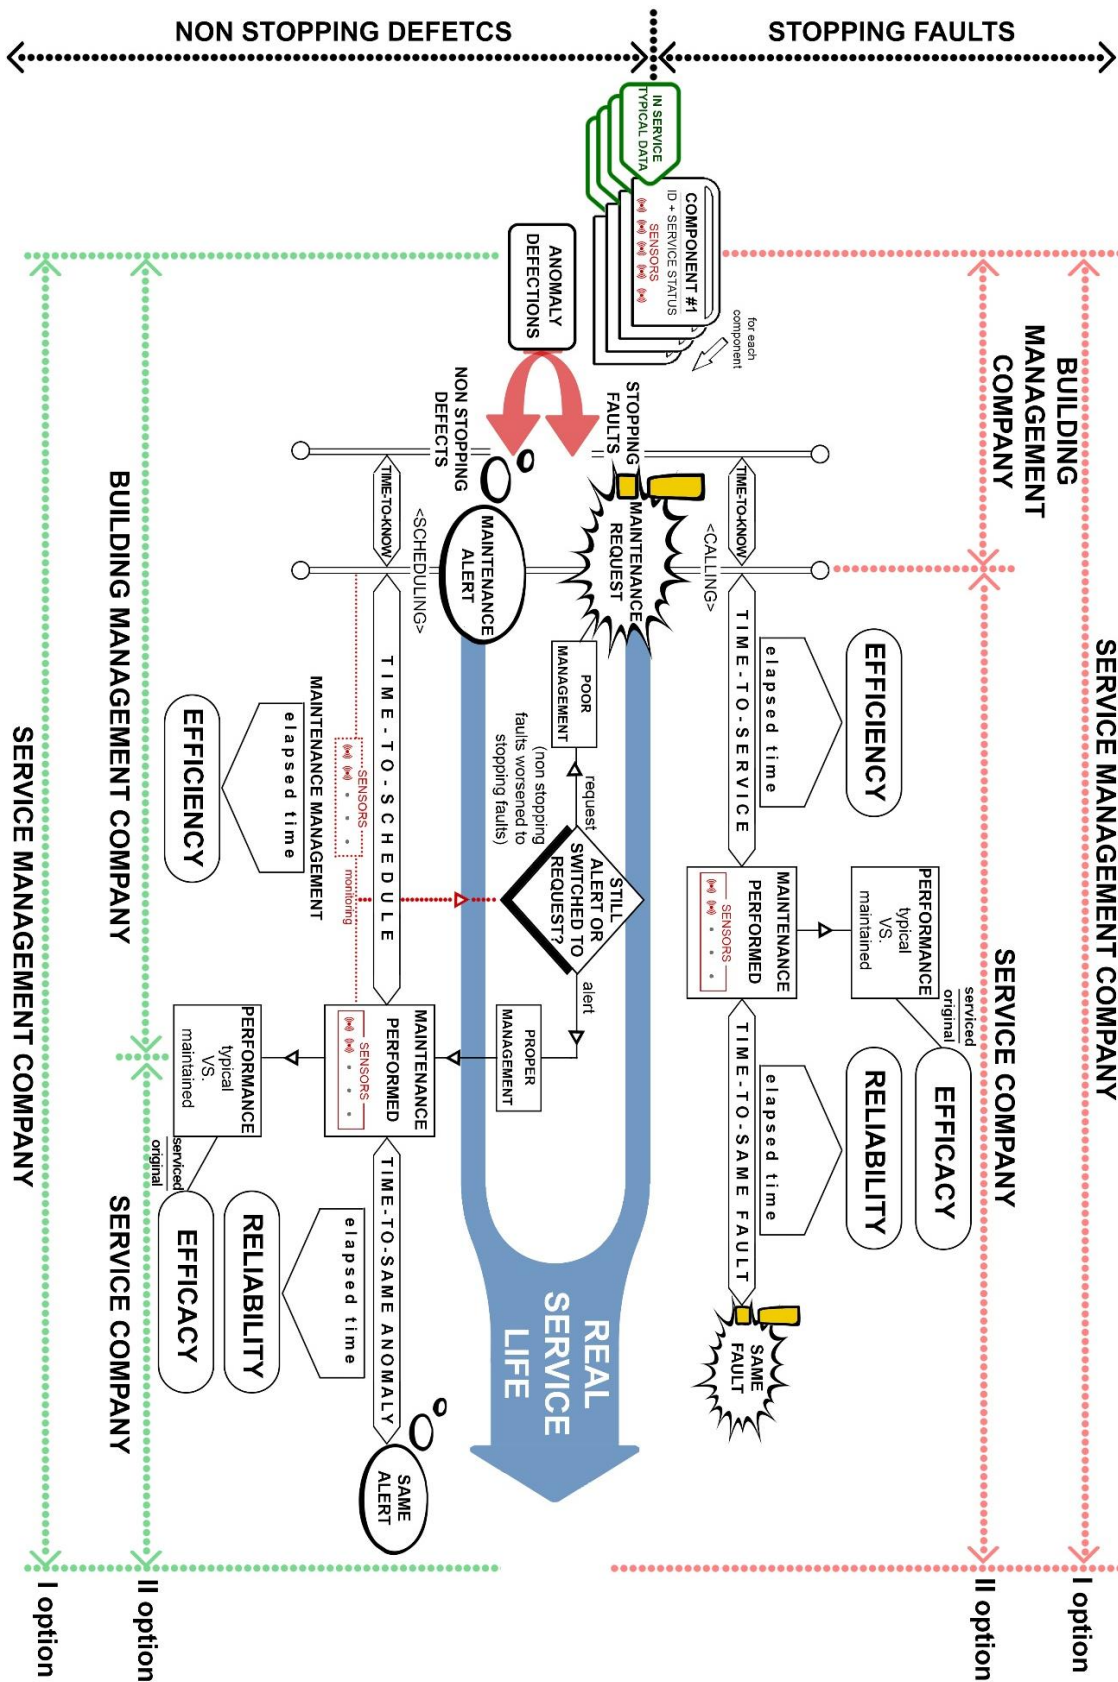 NON STOPPING DEFETCS
STOPPING FAULTS
IN SERVICE
TYPICAL DATA
COMPONENT #1
ID + SERVICE STATUS
SENSORS
for each
component
ANOMALY
DEFECTIONS
STOPPING
FAULTS
NON STOPPING
DEFECTS
I option
SERVICE MANAGEMENT COMPANY
II option
BUILDING
MANAGEMENT
COMPANY
SERVICE COMPANY
TIME-TO-KNOW
<CALLING>
MAINTENANCE
REQUEST
TIME-TO-SERVICE
elapsed time
EFFICIENCY
MAINTENANCE
PERFORMED
SENSORS
PERFORMANCE
typical
VS.
maintained
serviced
original
EFFICACY
RELIABILITY
elapsed time
TIME-TO-SAME FAULT
SAME
FAULT
POOR
MANAGEMENT
request
(non stopping
faults worsened to
stopping faults)
STILL
ALERT OR
SWITCHED TO
REQUEST?
alert
PROPER
MANAGEMENT
REAL
SERVICE
LIFE
MAINTENANCE
ALERT
<SCHEDULING>
TIME-TO-KNOW
TIME-TO-SCHEDULE
SENSORS
monitoring
MAINTENANCE MANAGEMENT
elapsed time
EFFICIENCY
MAINTENANCE
PERFORMED
SENSORS
PERFORMANCE
typical
VS.
maintained
serviced
original
TIME-TO-SAME ANOMALY
elapsed time
RELIABILITY
EFFICACY
SAME
ALERT
BUILDING MANAGEMENT COMPANY
SERVICE COMPANY
II option
SERVICE MANAGEMENT COMPANY
I option